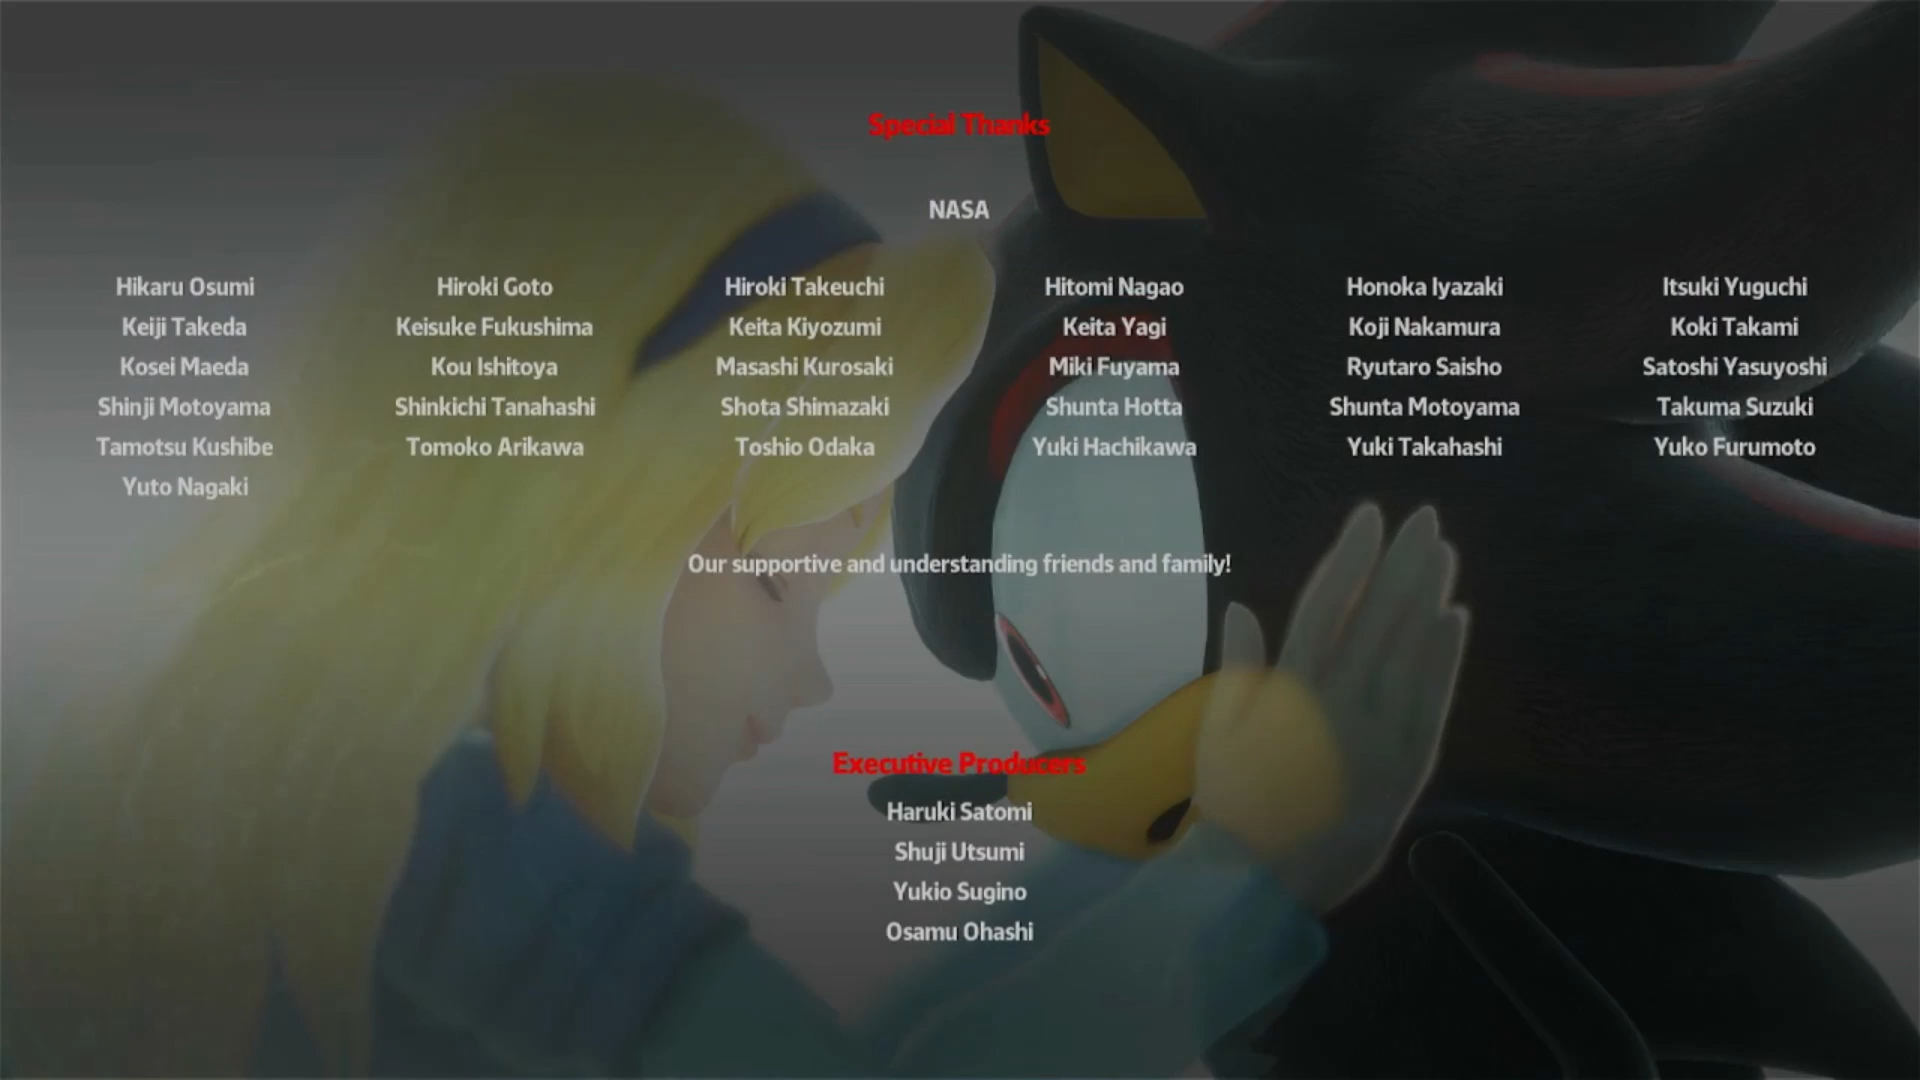 Special Thanks
NASA
Hikaru Osumi Hiroki Goto Hiroki Takeuchi Hitomi Nagao Honoka Iyazaki Itsuki Yuguchi
Keiji Takeda Keisuke Fukushima Keita Kiyozumi Keita Yagi Koji Nakamura Koki Takami
Kosei Maeda Kou Ishitoya Masashi Kurosaki Miki Fuyama Ryutaro Saisho Satoshi Yasuyoshi
Shinji Motoyama Shinkichi Tanahashi Shota Shimazaki Shunta Hotta Shunta Motoyama Takuma Suzuki
Tamotsu Kushibe Tomoko Arikawa Toshio Odaka Yuki Hachikawa Yuki Takahashi Yuko Furumoto
Yuto Nagaki
Our supportive and understanding friends and family!
Executive Producers
Haruki Satomi
Shuji Utsumi
Yukio Sugino
Osamu Ohashi